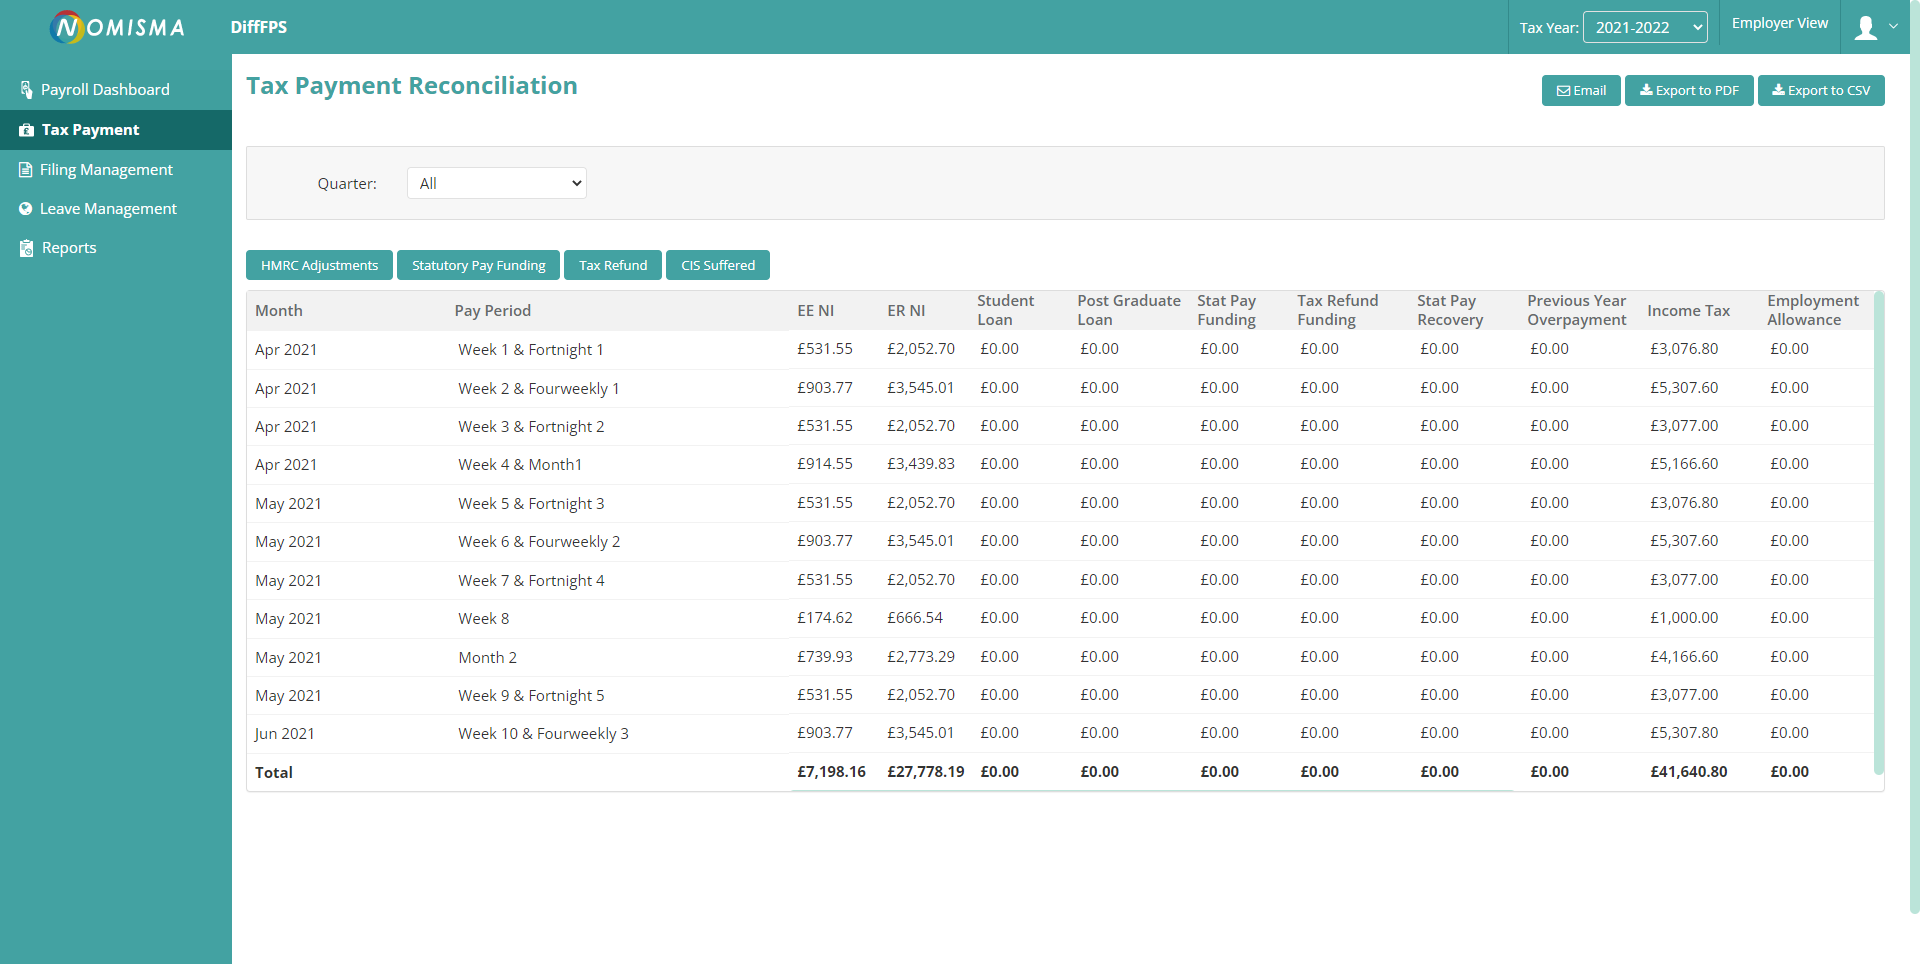 NOMISMA
DiffFPS
Tax Year: 2021-2022
Employer View
Payroll Dashboard
Tax Payment
Filing Management
Leave Management
Reports
Tax Payment Reconciliation
Email
Export to PDF
Export to CSV
Quarter: All
HMRC Adjustments
Statutory Pay Funding
Tax Refund
CIS Suffered
Month Pay Period EE NI ER NI Student Loan Post Graduate Loan Stat Pay Funding Tax Refund Funding Stat Pay Recovery Previous Year Overpayment Income Tax Employment Allowance
Apr 2021 Week 1 & Fortnight 1 £531.55 £2,052.70 £0.00 £0.00 £0.00 £0.00 £0.00 £0.00 £3,076.80 £0.00
Apr 2021 Week 2 & Fourweekly 1 £903.77 £3,545.01 £0.00 £0.00 £0.00 £0.00 £0.00 £0.00 £5,307.60 £0.00
Apr 2021 Week 3 & Fortnight 2 £531.55 £2,052.70 £0.00 £0.00 £0.00 £0.00 £0.00 £0.00 £3,077.00 £0.00
Apr 2021 Week 4 & Month1 £914.55 £3,439.83 £0.00 £0.00 £0.00 £0.00 £0.00 £0.00 £5,166.60 £0.00
May 2021 Week 5 & Fortnight 3 £531.55 £2,052.70 £0.00 £0.00 £0.00 £0.00 £0.00 £0.00 £3,076.80 £0.00
May 2021 Week 6 & Fourweekly 2 £903.77 £3,545.01 £0.00 £0.00 £0.00 £0.00 £0.00 £0.00 £5,307.60 £0.00
May 2021 Week 7 & Fortnight 4 £531.55 £2,052.70 £0.00 £0.00 £0.00 £0.00 £0.00 £0.00 £3,077.00 £0.00
May 2021 Week 8 £174.62 £666.54 £0.00 £0.00 £0.00 £0.00 £0.00 £0.00 £1,000.00 £0.00
May 2021 Month 2 £739.93 £2,773.29 £0.00 £0.00 £0.00 £0.00 £0.00 £0.00 £4,166.60 £0.00
May 2021 Week 9 & Fortnight 5 £531.55 £2,052.70 £0.00 £0.00 £0.00 £0.00 £0.00 £0.00 £3,077.00 £0.00
Jun 2021 Week 10 & Fourweekly 3 £903.77 £3,545.01 £0.00 £0.00 £0.00 £0.00 £0.00 £0.00 £5,307.80 £0.00
Total £7,198.16 £27,778.19 £0.00 £0.00 £0.00 £0.00 £0.00 £0.00 £41,640.80 £0.00